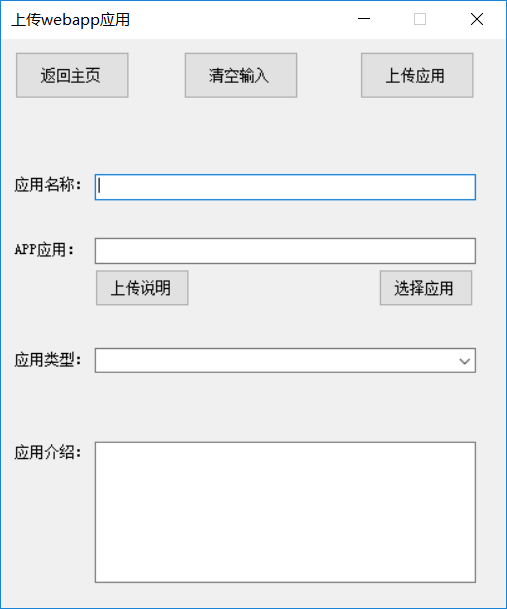 上传webapp应用
返回主页 清空输入 上传应用
应用名称：
APP应用：
上传说明 选择应用
应用类型：
应用介绍：